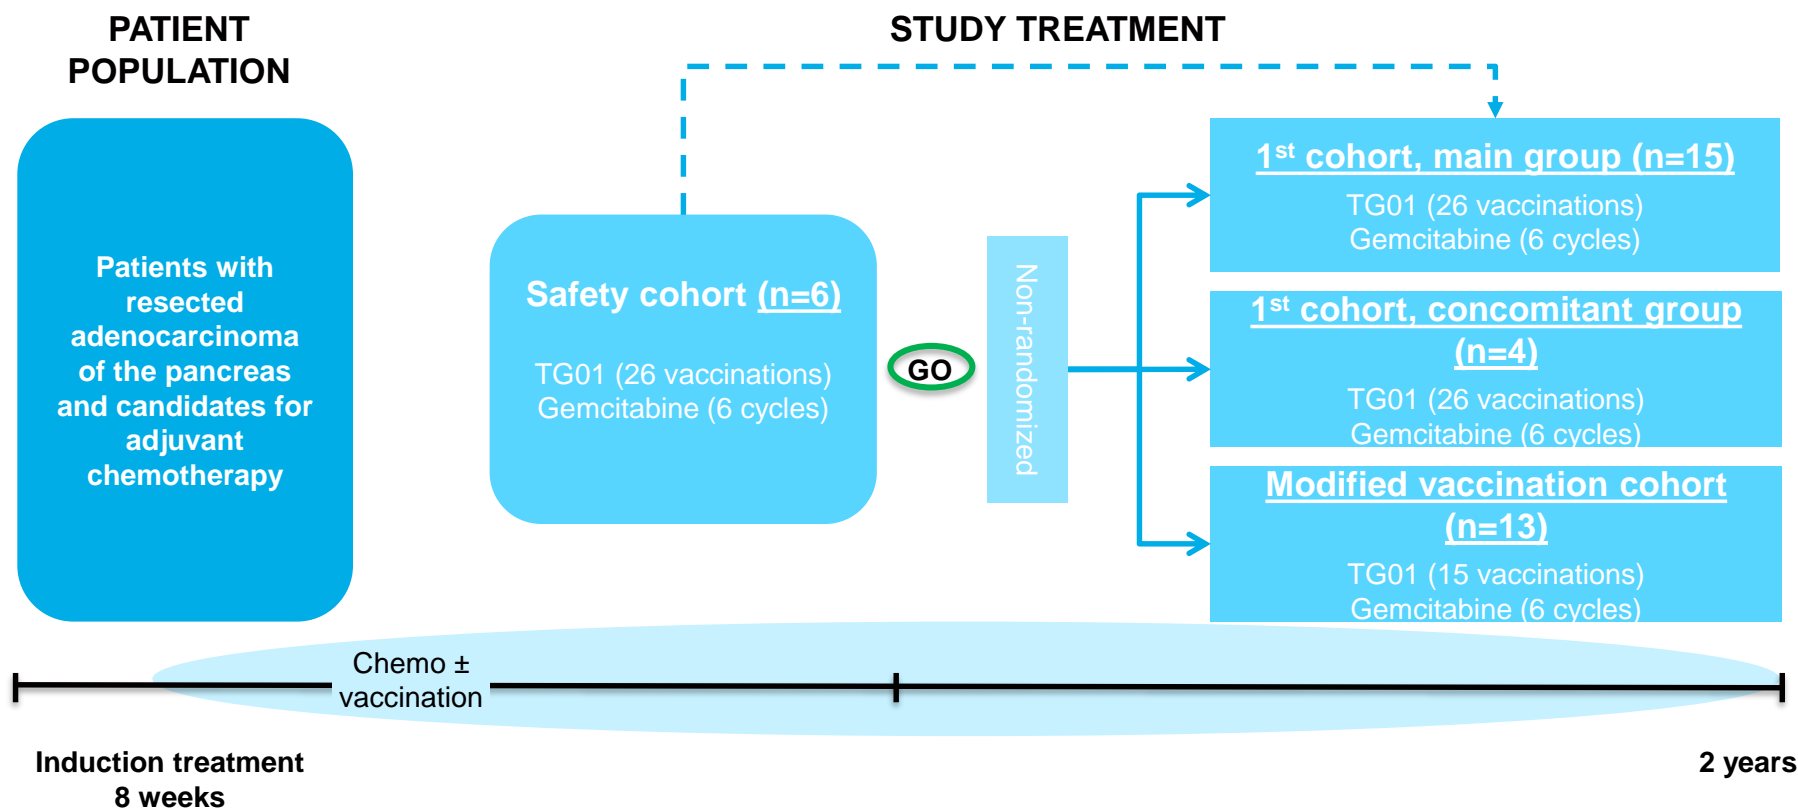 PATIENT
POPULATION
STUDY TREATMENT
Patients with
resected
adenocarcinoma
of the pancreas
and candidates for
adjuvant
chemotherapy
Safety cohort (n=6)
TG01 (26 vaccinations)
Gemcitabine (6 cycles)
GO
Non-randomized
1st cohort, main group (n=15)
TG01 (26 vaccinations)
Gemcitabine (6 cycles)
1st cohort, concomitant group
(n=4)
TG01 (26 vaccinations)
Gemcitabine (6 cycles)
Modified vaccination cohort
(n=13)
TG01 (15 vaccinations)
Gemcitabine (6 cycles)
Chemo ±
vaccination
Induction treatment
8 weeks
2 years